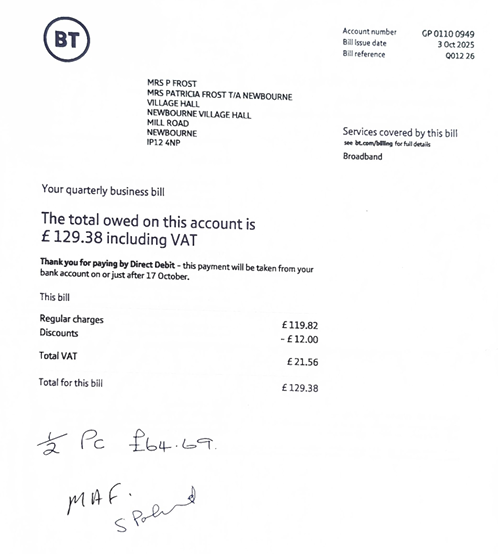 BT
Account number GP 0110 0949
Bill issue date 3 Oct 2025
Bill reference Q012 26
MRS P FROST
MRS PATRICIA FROST T/A NEWBOURNE
VILLAGE HALL
NEWBOURNE VILLAGE HALL
MILL ROAD
NEWBOURNE
IP12 4NP
Services covered by this bill
see bt.com/billing for full details
Broadband
Your quarterly business bill
The total owed on this account is
£ 129.38 including VAT
Thank you for paying by Direct Debit - this payment will be taken from your
bank account on or just after 17 October.
This bill
Regular charges £ 119.82
Discounts - £ 12.00
Total VAT £ 21.56
Total for this bill £ 129.38
1/2 PC £64.69.
MAF.
S